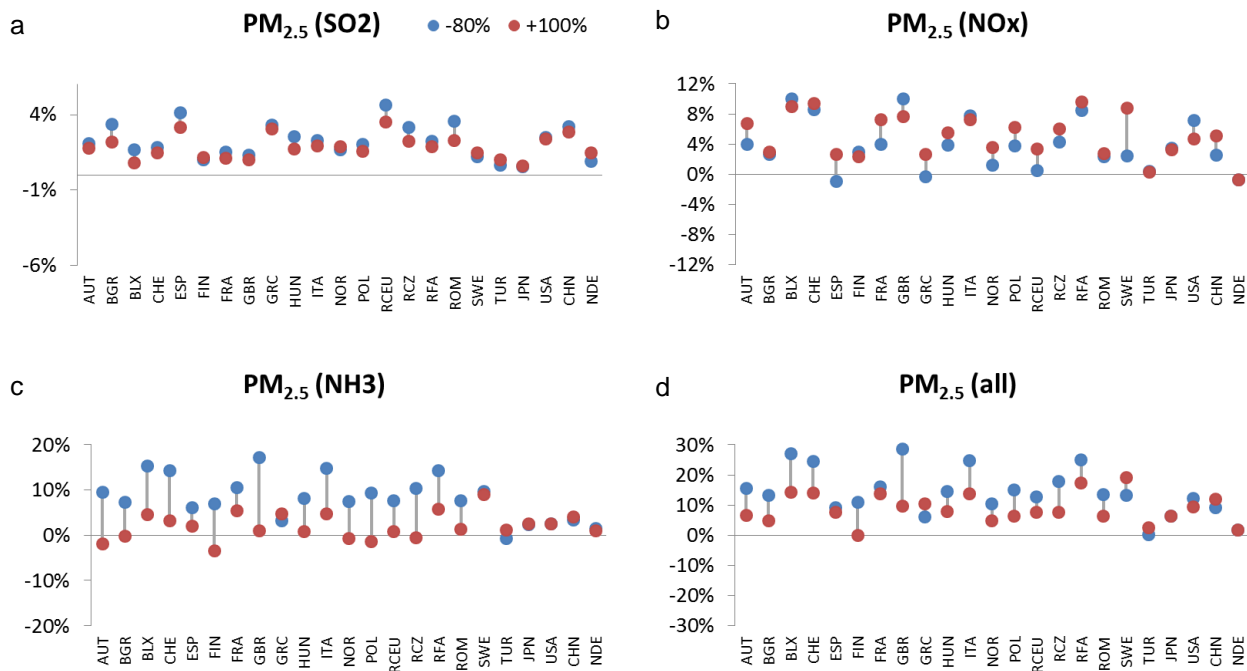 a
PM2.5 (SO2)
-80%
+100%
4%
-1%
-6%
AUT BGR BLX CHE ESP FIN FRA GBR GRC HUN ITA NOR POL RCEU RCZ RFA ROM SWE TUR JPN USA CHN NDE
b
PM2.5 (NOx)
12%
8%
4%
0%
-4%
-8%
-12%
AUT BGR BLX CHE ESP FIN FRA GBR GRC HUN ITA NOR POL RCEU RCZ RFA ROM SWE TUR JPN USA CHN NDE
c
PM2.5 (NH3)
20%
10%
0%
-10%
-20%
AUT BGR BLX CHE ESP FIN FRA GBR GRC HUN ITA NOR POL RCEU RCZ RFA ROM SWE TUR JPN USA CHN NDE
d
PM2.5 (all)
30%
20%
10%
0%
10%
20%
30%
AUT BGR BLX CHE ESP FIN FRA GBR GRC HUN ITA NOR POL RCEU RCZ RFA ROM SWE TUR JPN USA CHN NDE